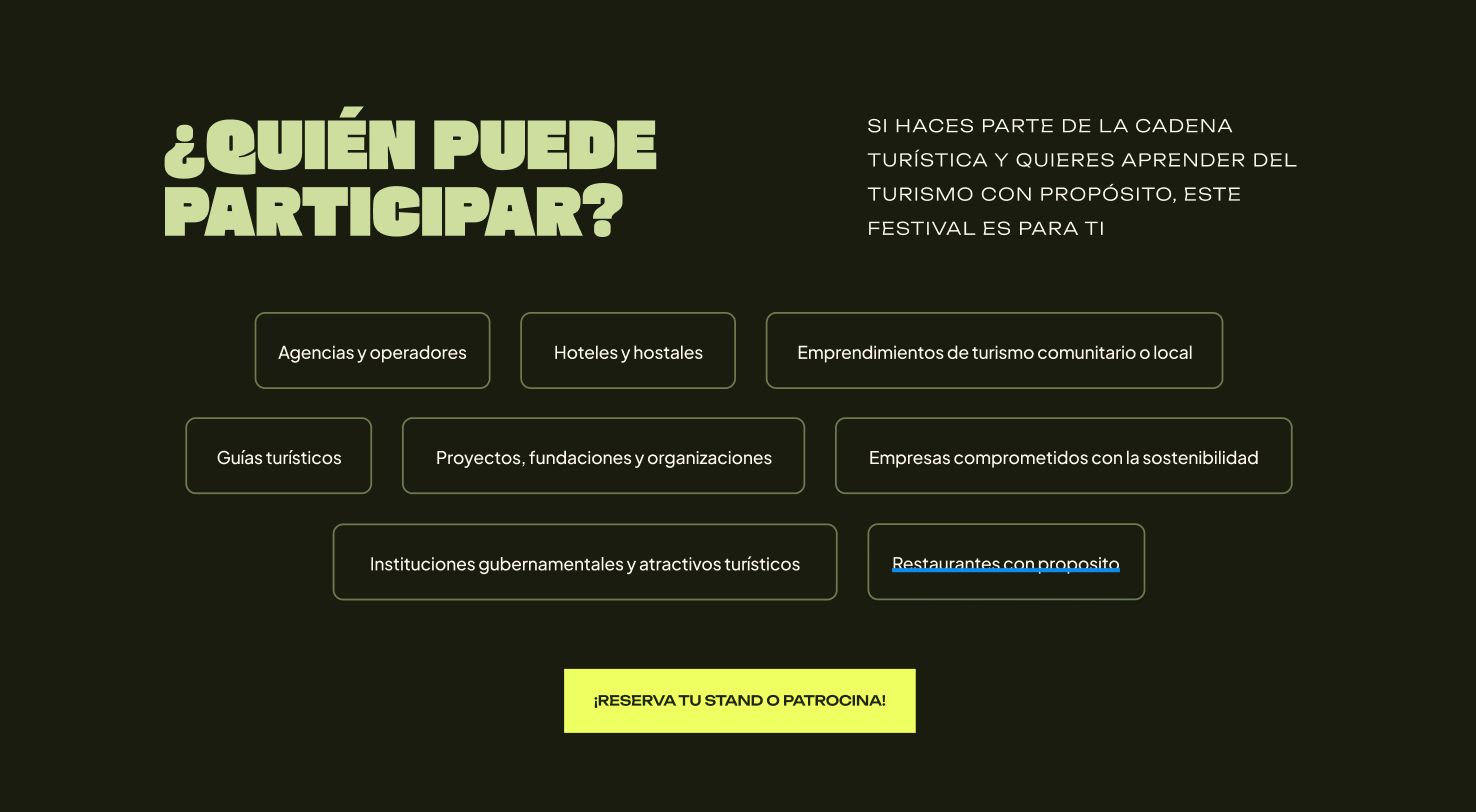 ¿QUIÉN PUEDE
PARTICIPAR?
SI HACES PARTE DE LA CADENA
TURÍSTICA Y QUIERES APRENDER DEL
TURISMO CON PROPÓSITO, ESTE
FESTIVAL ES PARA TI
Agencias y operadores
Hoteles y hostales
Emprendimientos de turismo comunitario o local
Guías turísticos
Proyectos, fundaciones y organizaciones
Empresas comprometidos con la sostenibilidad
Instituciones gubernamentales y atractivos turísticos
Restaurantes con proposito
¡RESERVA TU STAND O PATROCINA!